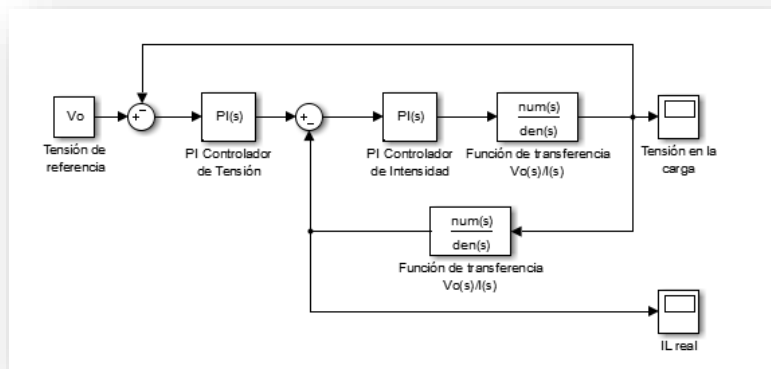 Vo
Tensión de
referencia
+
−
PI(s)
PI Controlador
de Tensión
+
−
PI(s)
PI Controlador
de Intensidad
num(s)
den(s)
Función de transferencia
Vo(s)/I(s)
Tensión en la
carga
num(s)
den(s)
Función de transferencia
Vo(s)/I(s)
IL real